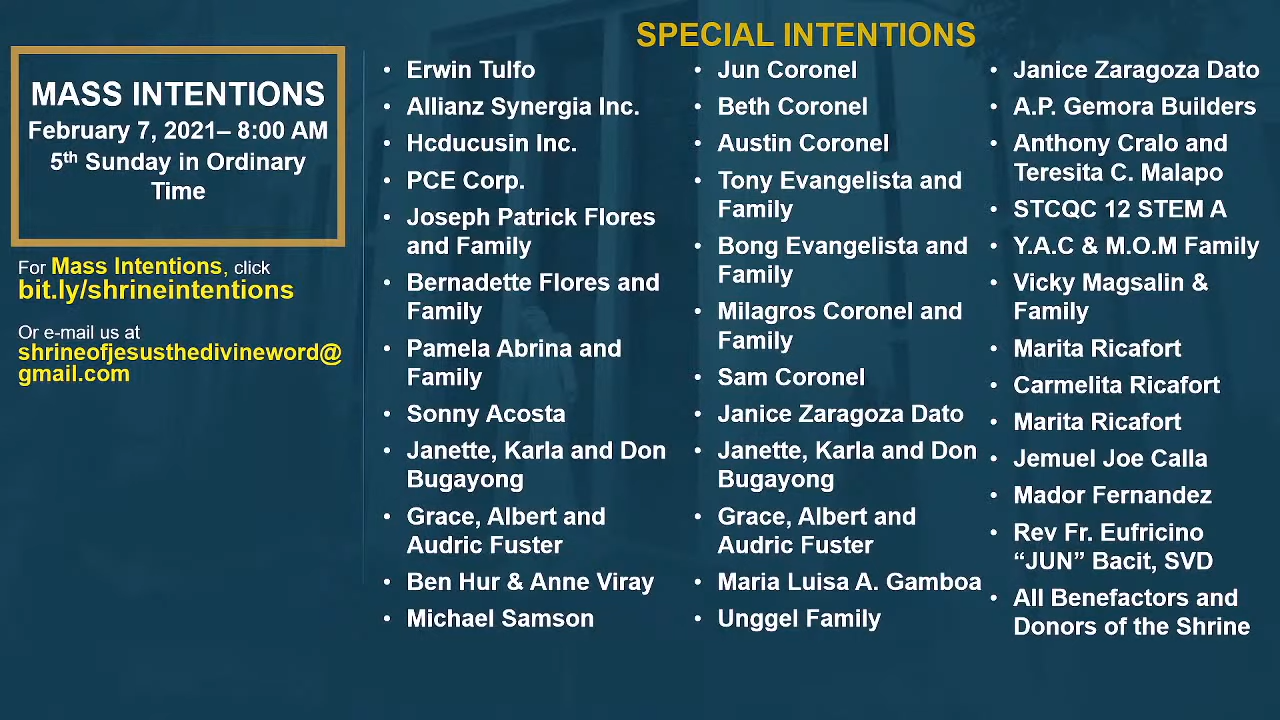 MASS INTENTIONS
February 7, 2021– 8:00 AM
5th Sunday in Ordinary
Time
For Mass Intentions, click
bit.ly/shrineintentions
Or e-mail us at
shrineofjesusthedivineword@
gmail.com
SPECIAL INTENTIONS
• Erwin Tulfo
• Allianz Synergia Inc.
• Hcducusin Inc.
• PCE Corp.
• Joseph Patrick Flores
and Family
• Bernadette Flores and
Family
• Pamela Abrina and
Family
• Sonny Acosta
• Janette, Karla and Don
Bugayong
• Grace, Albert and
Audric Fuster
• Ben Hur & Anne Viray
• Michael Samson
• Jun Coronel
• Beth Coronel
• Austin Coronel
• Tony Evangelista and
Family
• Bong Evangelista and
Family
• Milagros Coronel and
Family
• Sam Coronel
• Janice Zaragoza Dato
• Janette, Karla and Don
Bugayong
• Grace, Albert and
Audric Fuster
• Maria Luisa A. Gamboa
• Unggel Family
• Janice Zaragoza Dato
• A.P. Gemora Builders
• Anthony Cralo and
Teresita C. Malapo
• STCQC 12 STEM A
• Y.A.C & M.O.M Family
• Vicky Magsalin &
Family
• Marita Ricafort
• Carmelita Ricafort
• Marita Ricafort
• Jemuel Joe Calla
• Mador Fernandez
• Rev Fr. Eufricino
“JUN” Bacit, SVD
• All Benefactors and
Donors of the Shrine